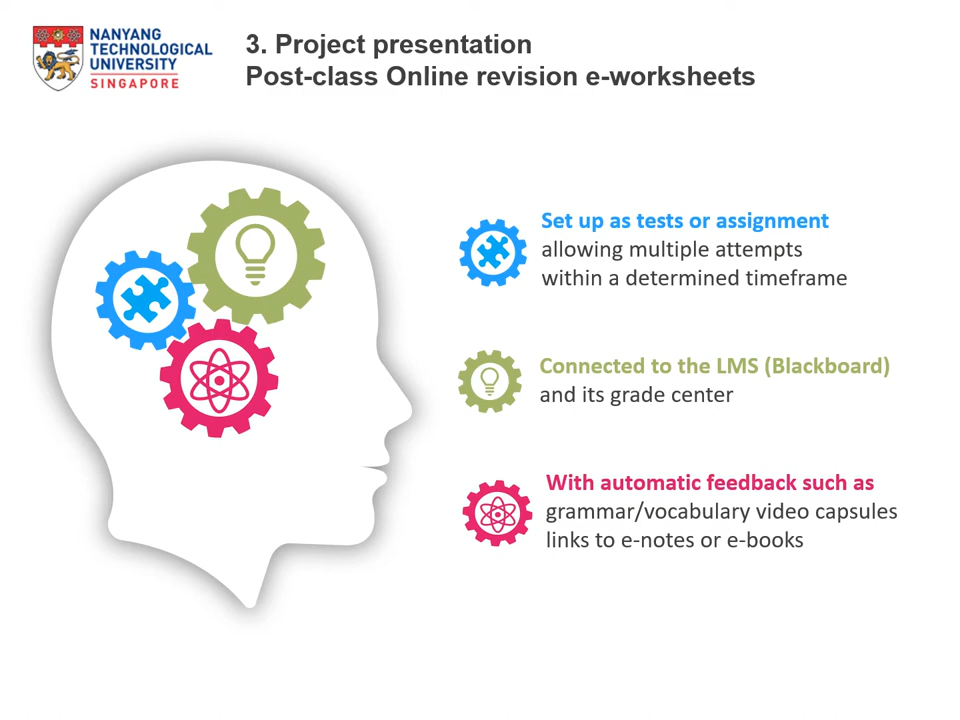 NANYANG
TECHNOLOGICAL
UNIVERSITY
SINGAPORE
3. Project presentation
Post-class Online revision e-worksheets
Set up as tests or assignment
allowing multiple attempts
within a determined timeframe
Connected to the LMS (Blackboard)
and its grade center
With automatic feedback such as
grammar/vocabulary video capsules
links to e-notes or e-books